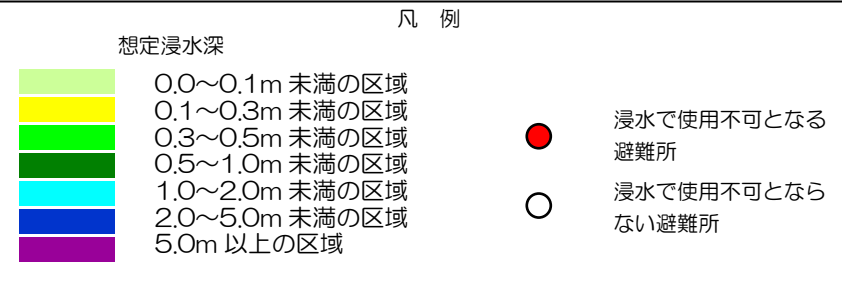 凡 例
想定浸水深
0.0～0.1m 未満の区域
0.1～0.3m 未満の区域
0.3～0.5m 未満の区域
0.5～1.0m 未満の区域
1.0～2.0m 未満の区域
2.0～5.0m 未満の区域
5.0m 以上の区域
浸水で使用不可となる
避難所
浸水で使用不可となら
ない避難所